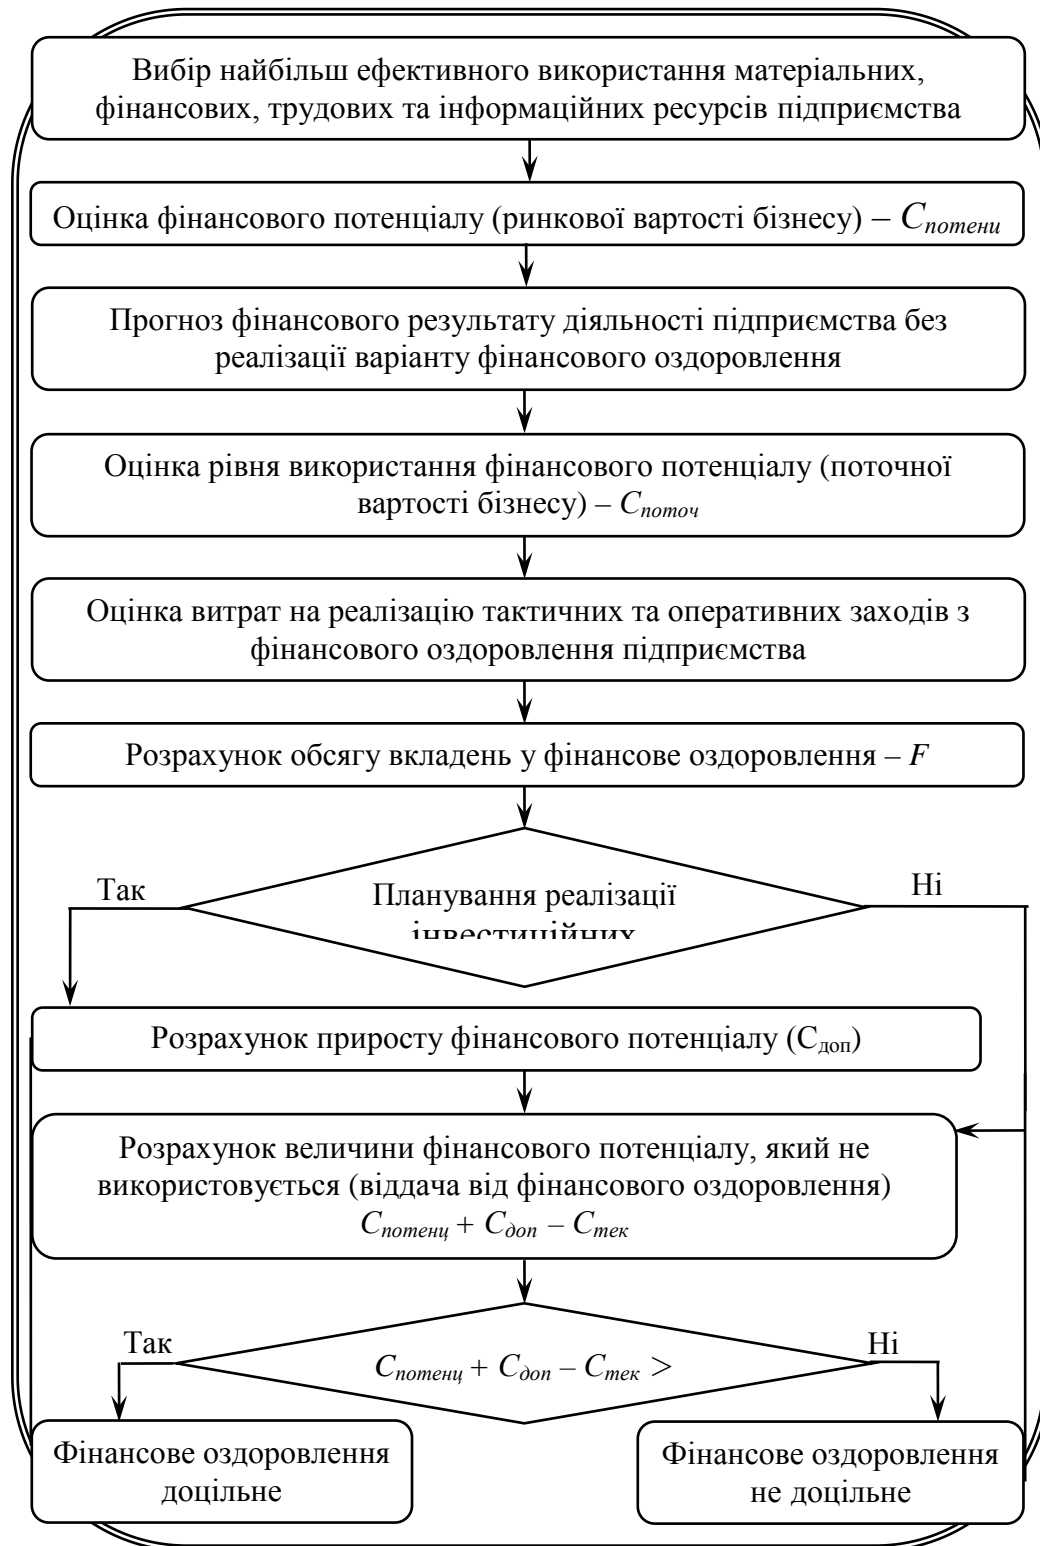 Вибір найбільш ефективного використання матеріальних,
фінансових, трудових та інформаційних ресурсів підприємства
Оцінка фінансового потенціалу (ринкової вартості бізнесу) – Cпотени
Прогноз фінансового результату діяльності підприємства без
реалізації варіанту фінансового оздоровлення
Оцінка рівня використання фінансового потенціалу (поточної
вартості бізнесу) – Cпоточ
Оцінка витрат на реалізацію тактичних та оперативних заходів з
фінансового оздоровлення підприємства
Розрахунок обсягу вкладень у фінансове оздоровлення – F
Так
Ні
Планування реалізації
інвестиційних
Розрахунок приросту фінансового потенціалу (Сдоп)
Розрахунок величини фінансового потенціалу, який не
використовується (віддача від фінансового оздоровлення)
Cпотенц + Cдоп – Cтек
Так
Ні
Cпотенц + Cдоп – Cтек >
Фінансове оздоровлення
доцільне
Фінансове оздоровлення
не доцільне